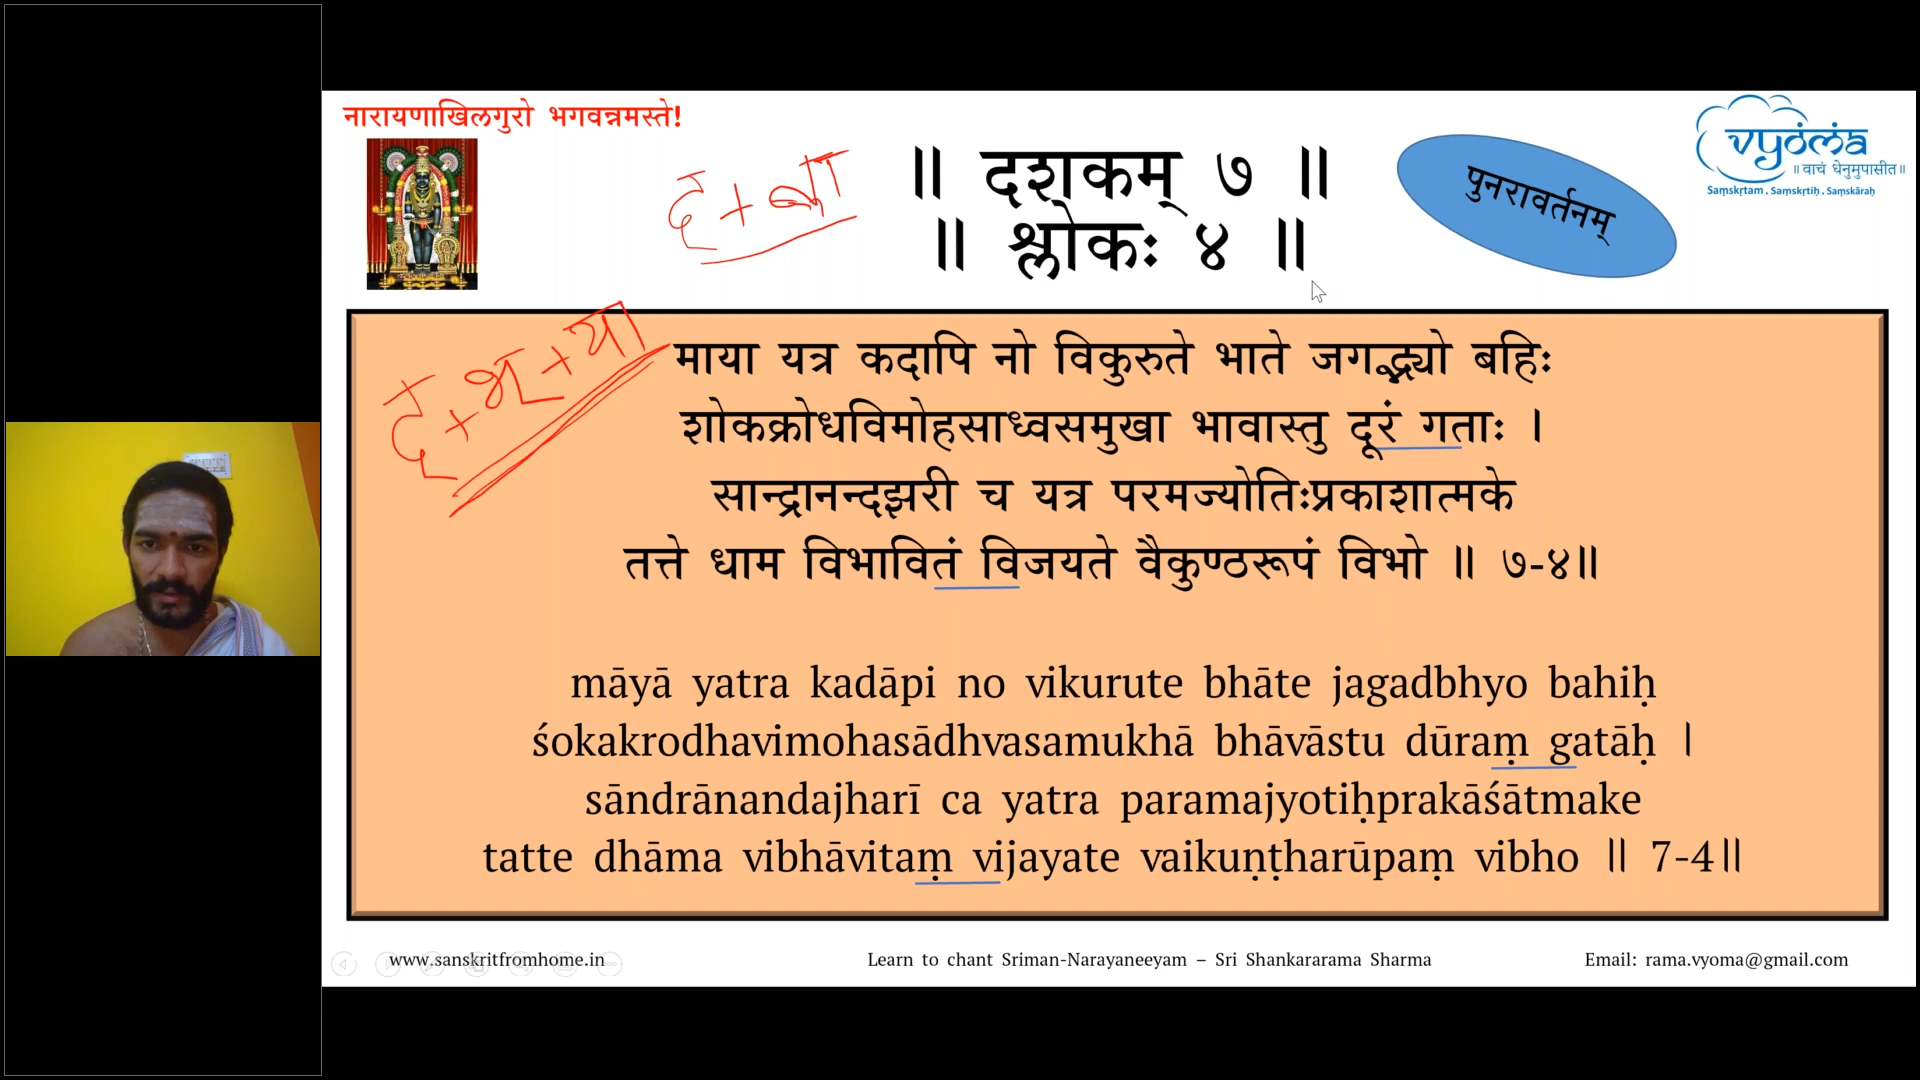 नारायणाखिलगुरो भगवन्नमस्ते!
॥ दशकम् ७ ॥
॥ श्लोकः ४ ॥
पुनरावर्तनम्
vyoma
॥ वाचं धेनुमुपासीत॥
Saṃskṛtam . Saṃskṛtiḥ . Saṃskāraḥ
द् +
द् + भ् + या
माया यत्र कदापि नो विकुरुते भाते जगद्भ्यो बहिः
शोकक्रोधविमोहसाध्वसमुखा भावास्तु दूरं गताः ।
सान्द्रानन्दझरी च यत्र परमज्योतिःप्रकाशात्मके
तत्ते धाम विभावितं विजयते वैकुण्ठरूपं विभो ॥ ७-४॥
māyā yatra kadāpi no vikurute bhāte jagadbhyo bahiḥ
śokakrodhavimohasādhvasamukhā bhāvāstu dūraṃ gatāḥ ।
sāndrānandajharī ca yatra paramajyotiḥprakāśātmake
tatte dhāma vibhāvitaṃ vijayate vaikuṇṭharūpaṃ vibho ॥ 7-4॥
www.sanskritfromhome.in
Learn to chant Sriman-Narayaneeyam – Sri Shankararama Sharma
Email: rama.vyoma@gmail.com